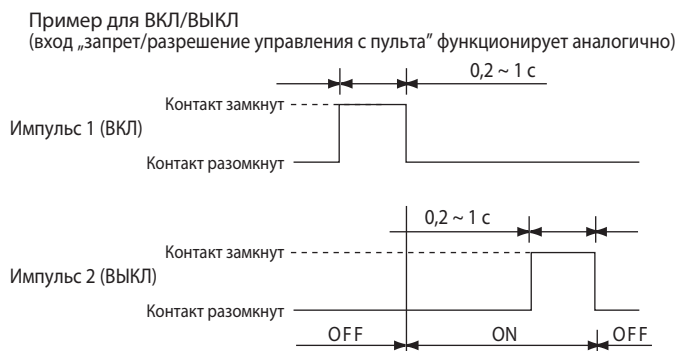 Пример для ВКЛ/ВЫКЛ
(вход „запрет/разрешение управления с пульта” функционирует аналогично)
0,2 ~ 1 с
Контакт замкнут
Импульс 1 (ВКЛ)
Контакт разомкнут
0,2 ~ 1 с
Контакт замкнут
Импульс 2 (ВЫКЛ)
Контакт разомкнут
OFF ON OFF